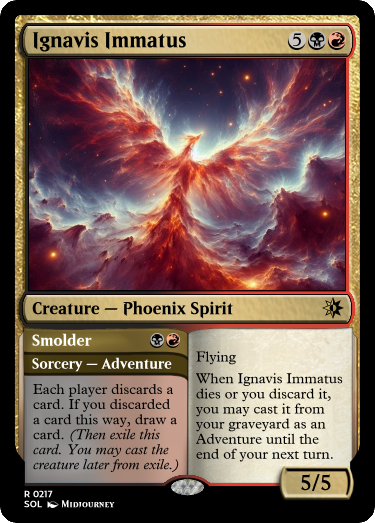 Ignavis Immatus 5
Creature — Phoenix Spirit
Smolder
Sorcery — Adventure
Each player discards a
card. If you discarded
a card this way, draw a
card. (Then exile this
card. You may cast the
creature later from exile.)
Flying
When Ignavis Immatus
dies or you discard it,
you may cast it from
your graveyard as an
Adventure until the
end of your next turn.
5/5
R 0217
SOL Midjourney